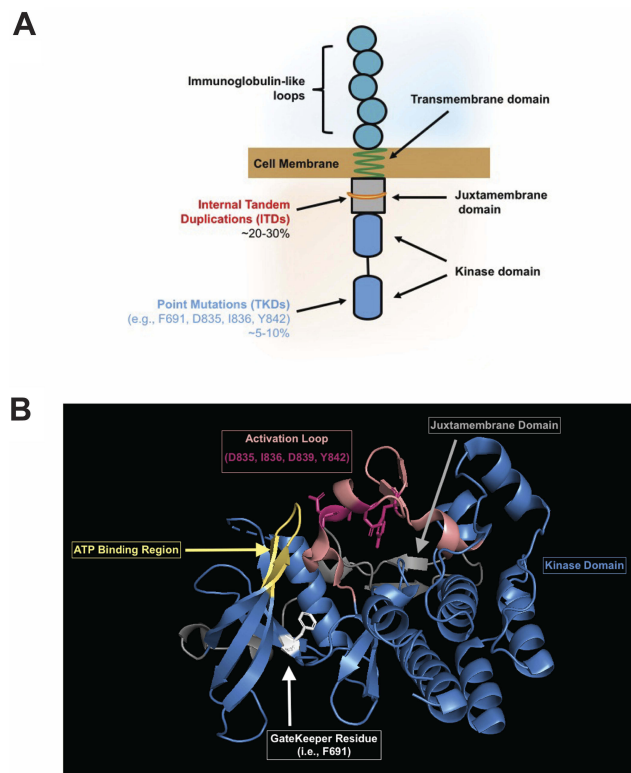 A
Immunoglobulin-like
loops
Transmembrane domain
Cell Membrane
Internal Tandem
Duplications (ITDs)
~20-30%
Juxtamembrane
domain
Kinase domain
Point Mutations (TKDs)
(e.g., F691, D835, I836, Y842)
~5-10%
B
Juxtamembrane Domain
Activation Loop
(D835, I836, D839, Y842)
ATP Binding Region
Kinase Domain
GateKeeper Residue
(i.e., F691)